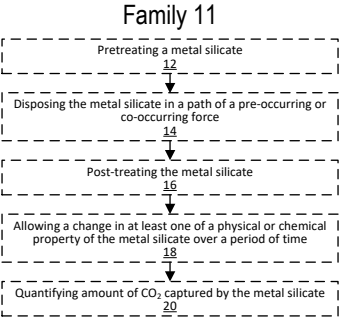 Family 11
Pretreating a metal silicate
12
Disposing the metal silicate in a path of a pre-occurring or
co-occurring force
14
Post-treating the metal silicate
16
Allowing a change in at least one of a physical or chemical
property of the metal silicate over a period of time
18
Quantifying amount of CO₂ captured by the metal silicate
20